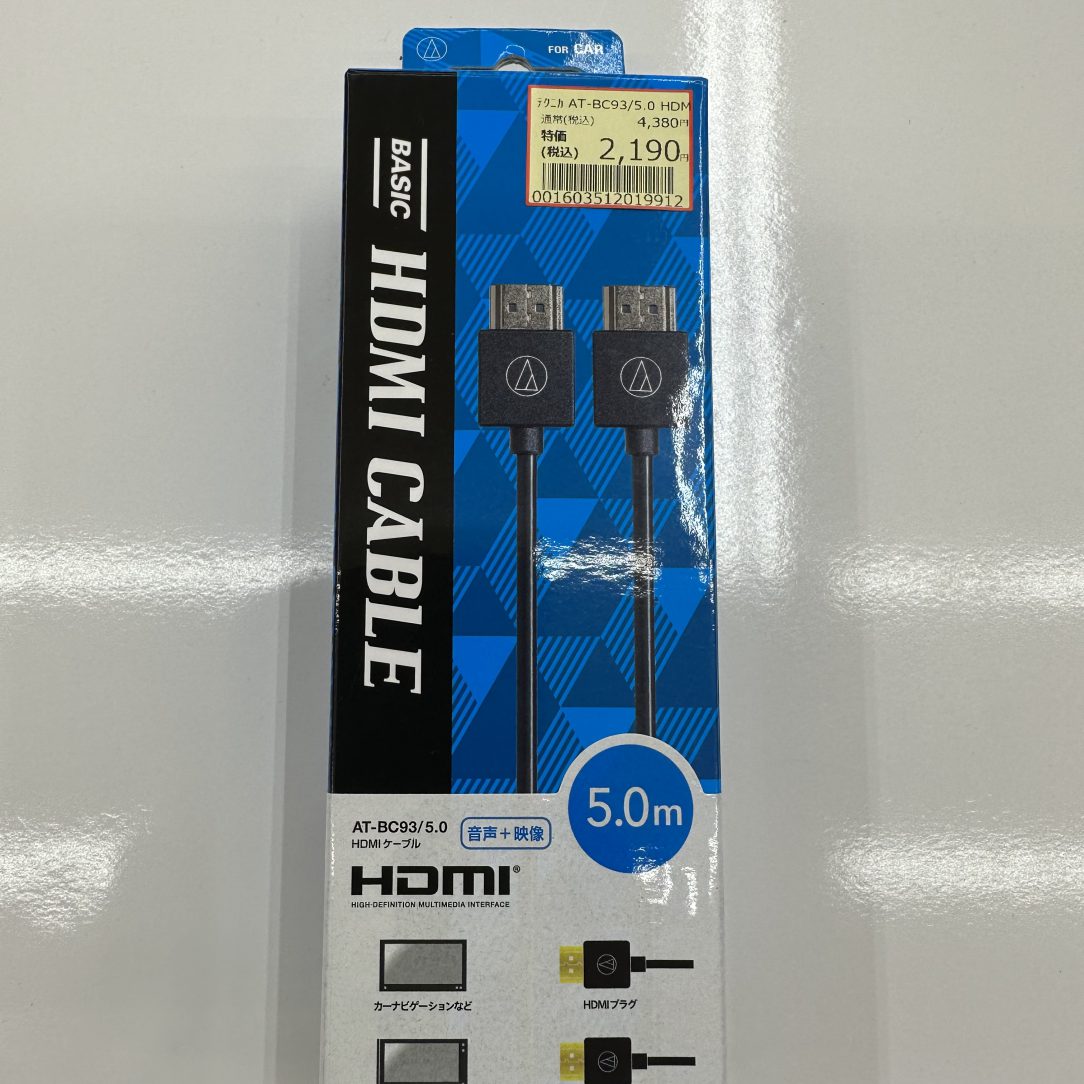 FOR CAR
テクニカ AT-BC93/5.0 HDM
通常(税込) 4,380円
特価
(税込) 2,190円
001603512019912
BASIC
HDMI CABLE
5.0m
AT-BC93/5.0
HDMIケーブル
音声+映像
HDMI®
HIGH-DEFINITION MULTIMEDIA INTERFACE
カーナビゲーションなど
HDMIプラグ